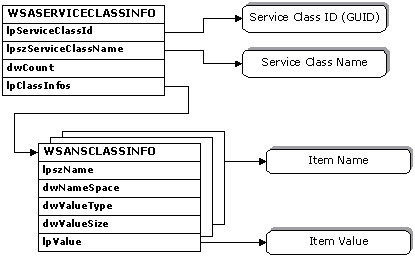 WSASERVICECLASSINFO
lpServiceClassId
lpszServiceClassName
dwCount
lpClassInfos
Service Class ID (GUID)
Service Class Name
WSANSCLASSINFO
lpszName
dwNameSpace
dwValueType
dwValueSize
lpValue
Item Name
Item Value